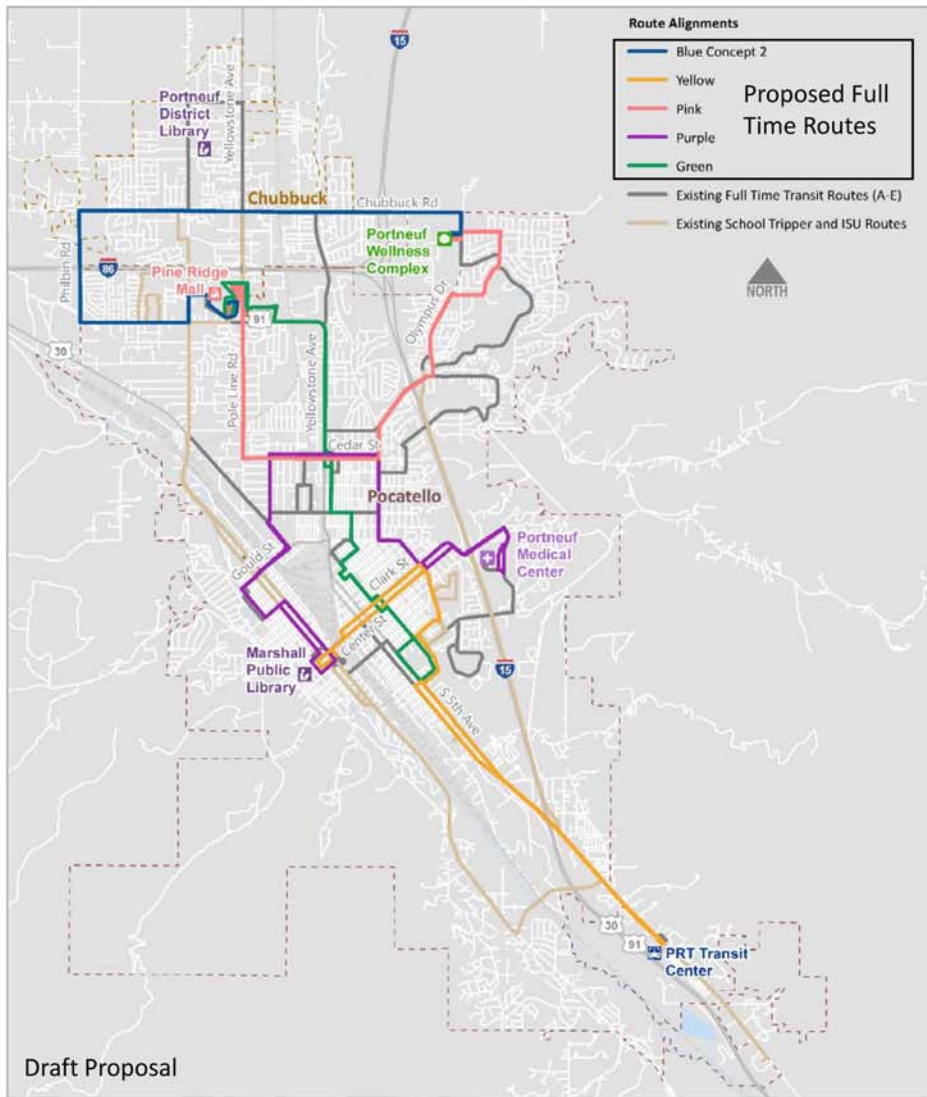 Route Alignments
Blue Concept 2
Yellow
Pink
Purple
Green
Proposed Full
Time Routes
Existing Full Time Transit Routes (A-E)
Existing School Tripper and ISU Routes
NORTH
15
Portneuf
District
Library
Yellowstone Ave
Chubbuck
Chubbuck Rd
Philbin Rd
86
Portneuf
Wellness
Complex
Pine Ridge
Mall
91
30
Olympus Dr
Pole Line Rd
Yellowstone Ave
Cedar St
Pocatello
Gould St
Clark St
Portneuf
Medical
Center
Center St
Marshall
Public
Library
15
S 5th Ave
30
91
PRT Transit
Center
Draft Proposal